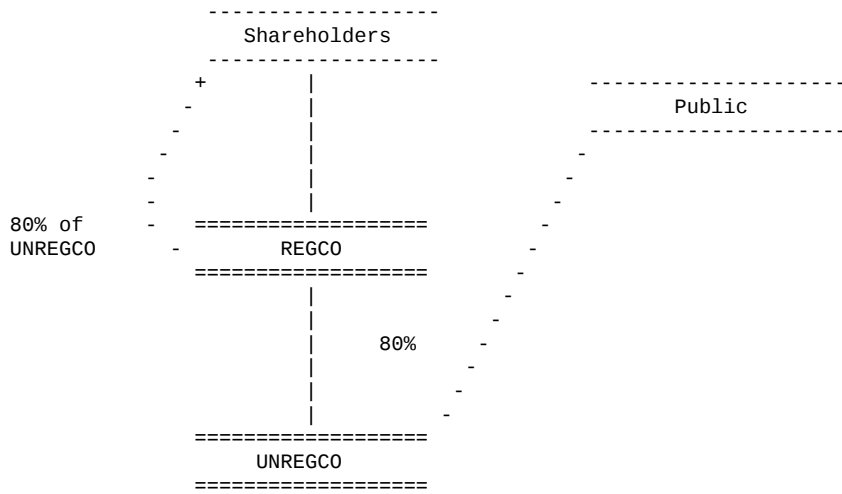 Shareholders
Public
80% of
UNREGCO
REGCO
80%
UNREGCO